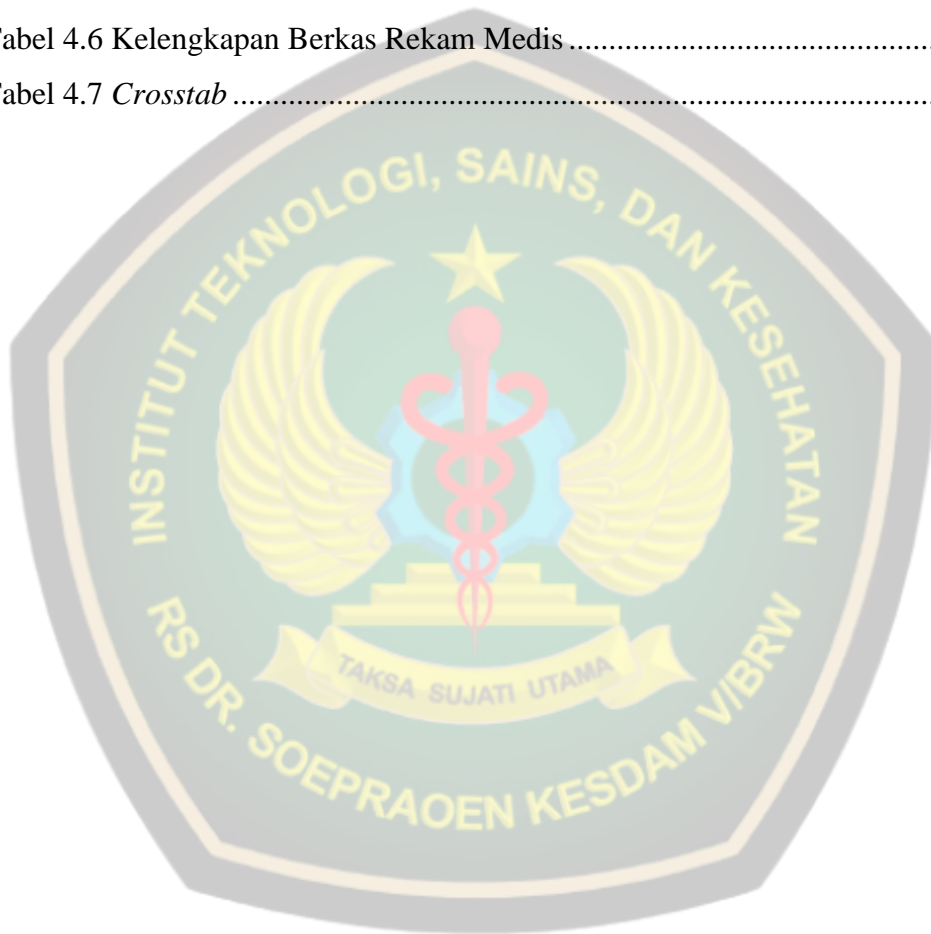 Tabel 4.6 Kelengkapan Berkas Rekam Medis ................................................
Tabel 4.7 Crosstab ................................................................................................
INSTITUT TEKNOLOGI, SAINS, DAN KESEHATAN
TAKSA SUJATI UTAMA
RS DR. SOEPRAOEN KESDAM V/BRW